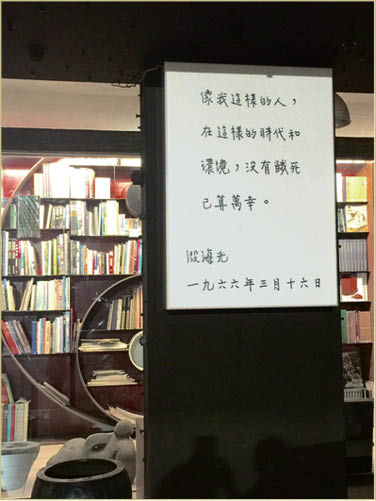 像我這樣的人，
在這樣的時代和
環境，沒有餓死
已算萬幸。
殷海光
一九六六年三月十六日